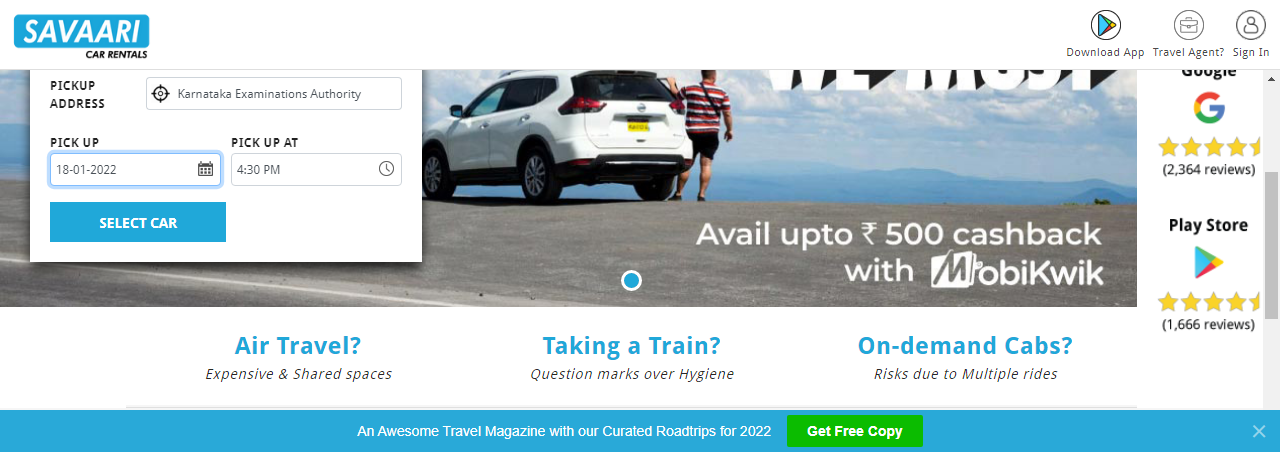 SAVAARI
CAR RENTALS
Download App
Travel Agent?
Sign In
PICKUP
ADDRESS
Karnataka Examinations Authority
PICK UP
PICK UP AT
18-01-2022
4:30 PM
SELECT CAR
Avail upto ₹ 500 cashback
with MobiKwik
Google
(2,364 reviews)
Play Store
(1,666 reviews)
Air Travel?
Expensive & Shared spaces
Taking a Train?
Question marks over Hygiene
On-demand Cabs?
Risks due to Multiple rides
An Awesome Travel Magazine with our Curated Roadtrips for 2022
Get Free Copy